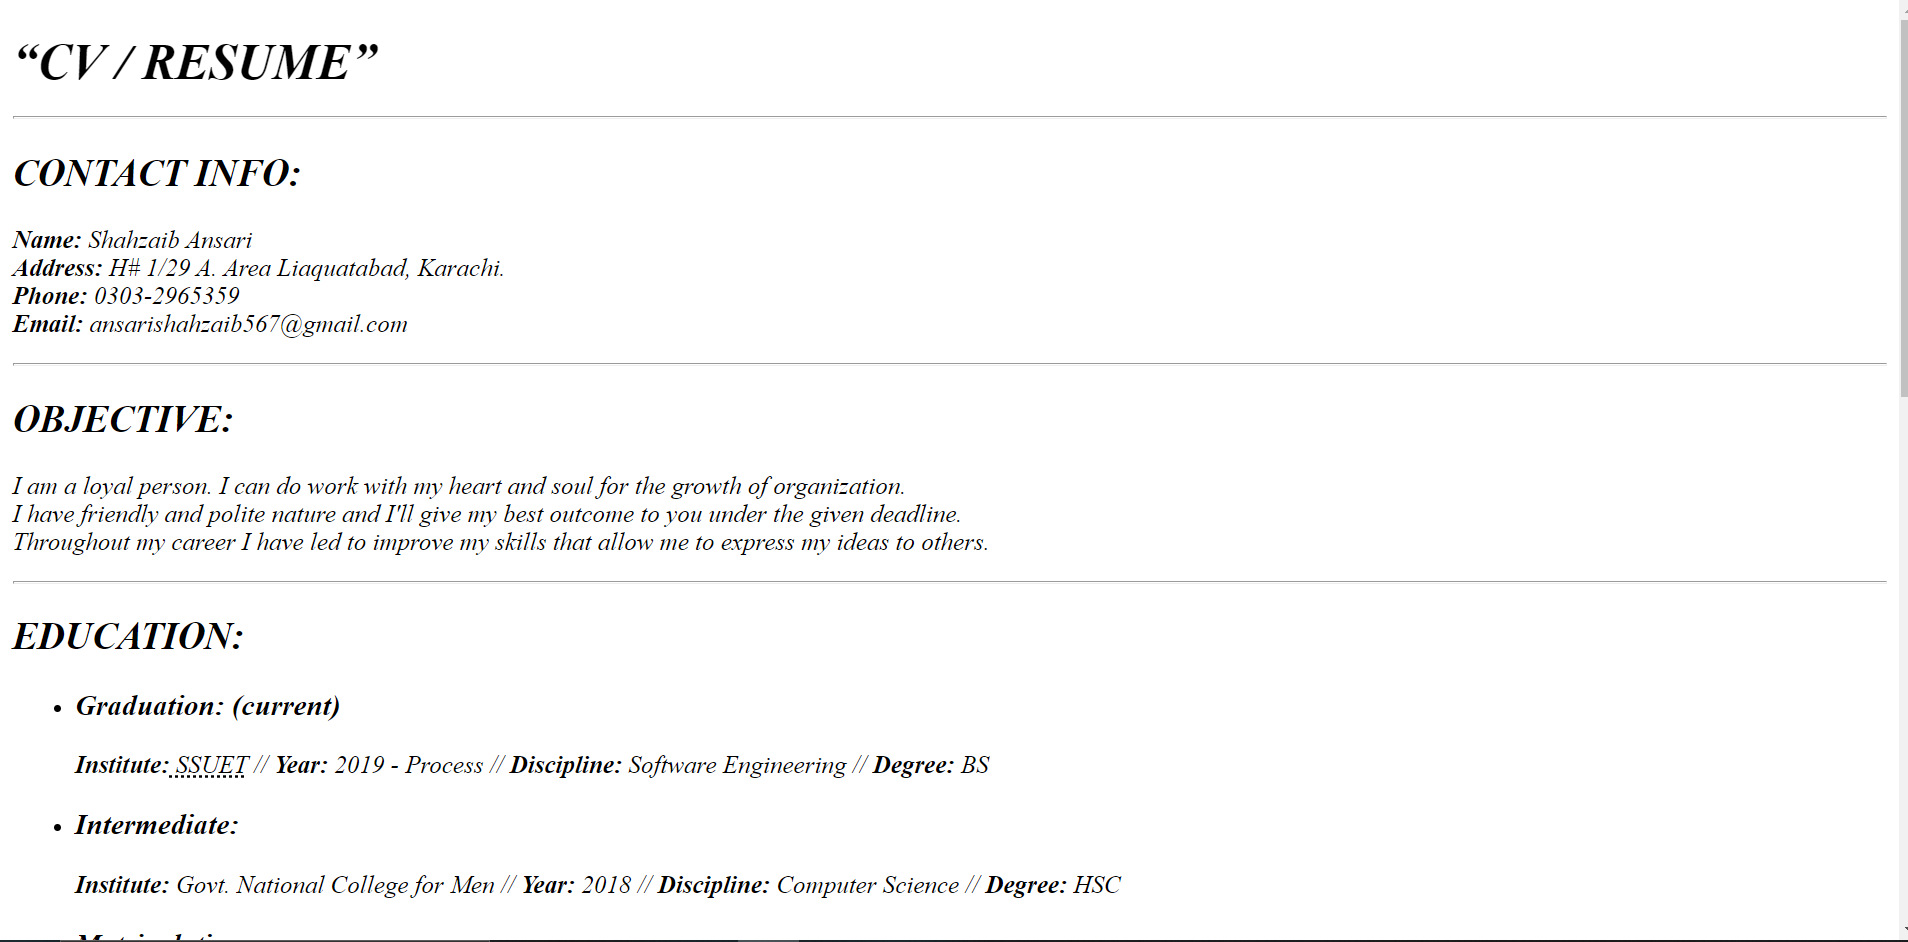 “CV / RESUME”
CONTACT INFO:
Name: Shahzaib Ansari
Address: H# 1/29 A. Area Liaquatabad, Karachi.
Phone: 0303-2965359
Email: ansarishahzaib567@gmail.com
OBJECTIVE:
I am a loyal person. I can do work with my heart and soul for the growth of organization.
I have friendly and polite nature and I'll give my best outcome to you under the given deadline.
Throughout my career I have led to improve my skills that allow me to express my ideas to others.
EDUCATION:
• Graduation: (current)
Institute: SSUET // Year: 2019 - Process // Discipline: Software Engineering // Degree: BS
• Intermediate:
Institute: Govt. National College for Men // Year: 2018 // Discipline: Computer Science // Degree: HSC